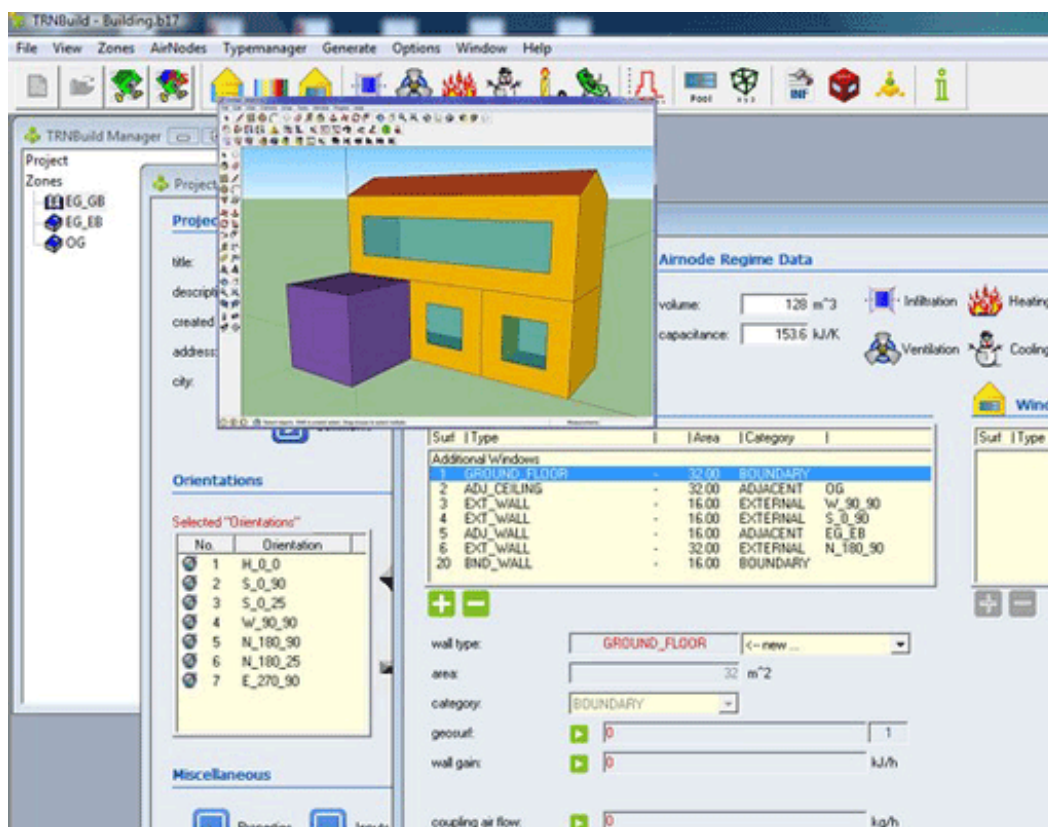 TRNBuild - Building.b17
File View Zones AirNodes Typemanager Generate Options Window Help
Pool
INF
TRNBuild Manager
Project
Zones
EG_GB
EG_EB
OG
Project
title:
created
address:
city:
Airnode Regime Data
volume: 128 m^3
capacitance: 153.6 kJ/K
Infiltration
Heating
Ventilation
Cooling
Surf Type Area Category
Additional Windows
1 GROUND_FLOOR - 32.00 BOUNDARY
2 ADJ_CEILING - 32.00 ADJACENT OG
3 EXT_WALL - 16.00 EXTERNAL W_90_90
4 EXT_WALL - 16.00 EXTERNAL S_0_90
5 ADJ_WALL - 16.00 ADJACENT EG_EB
6 EXT_WALL - 32.00 EXTERNAL N_180_90
20 BND_WALL - 16.00 BOUNDARY
Surf Type
Orientations
Selected "Orientations"
No. Orientation
1 H_0_0
2 S_0_90
3 S_0_25
4 W_90_90
5 N_180_90
6 N_180_25
7 E_270_90
Miscellaneous
wall type: GROUND_FLOOR <-- new ...
area: 32 m^2
category: BOUNDARY
geosurf: 0 1
wall gain: 0 kJ/h
coupling air flow: 0 kg/h